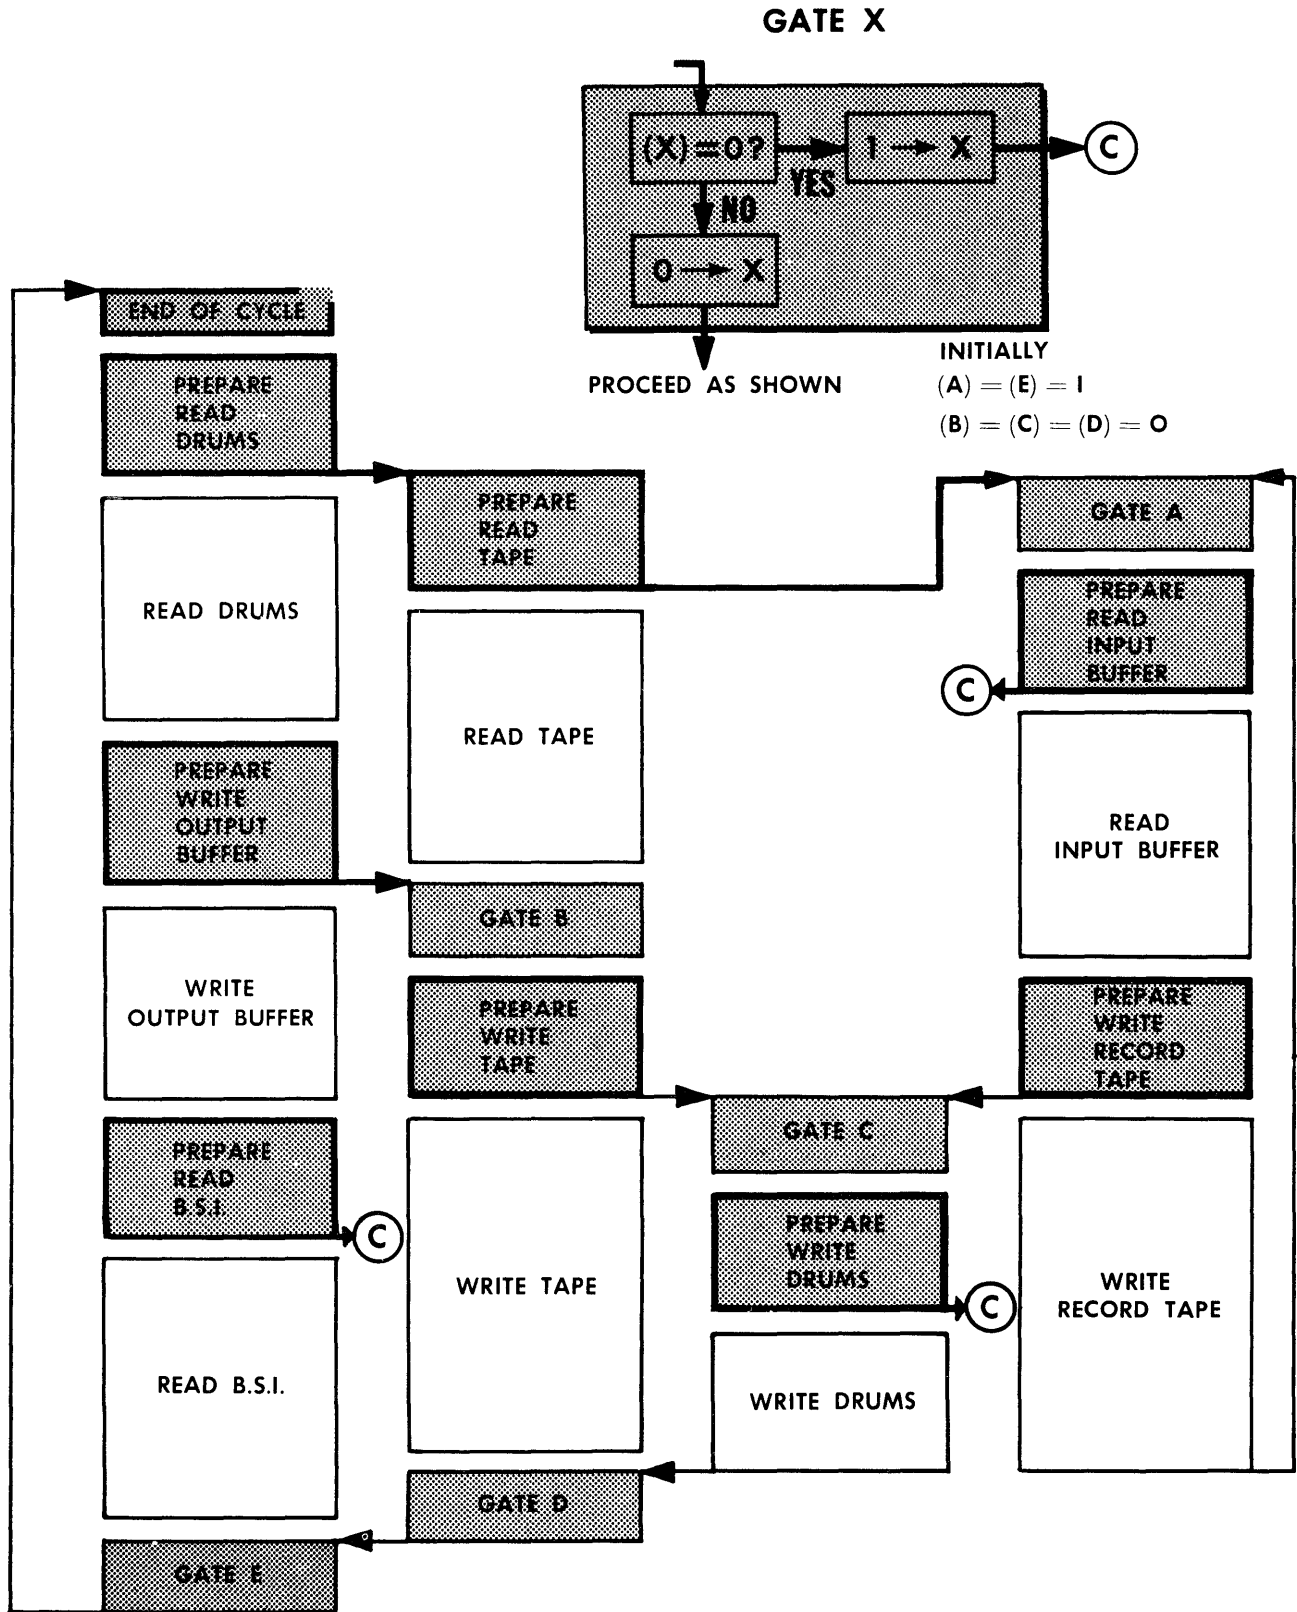 GATE X
(X)=0?
YES
1 → X
C
NO
0 → X
PROCEED AS SHOWN
INITIALLY
(A) = (E) = I
(B) = (C) = (D) = O
END OF CYCLE
PREPARE
READ
DRUMS
READ DRUMS
PREPARE
WRITE
OUTPUT
BUFFER
WRITE
OUTPUT BUFFER
PREPARE
READ
B.S.I.
C
READ B.S.I.
GATE E
PREPARE
READ
TAPE
READ TAPE
GATE B
PREPARE
WRITE
TAPE
WRITE TAPE
GATE D
GATE C
PREPARE
WRITE
DRUMS
C
WRITE DRUMS
GATE A
PREPARE
READ
INPUT
BUFFER
C
READ
INPUT BUFFER
PREPARE
WRITE
RECORD
TAPE
WRITE
RECORD TAPE